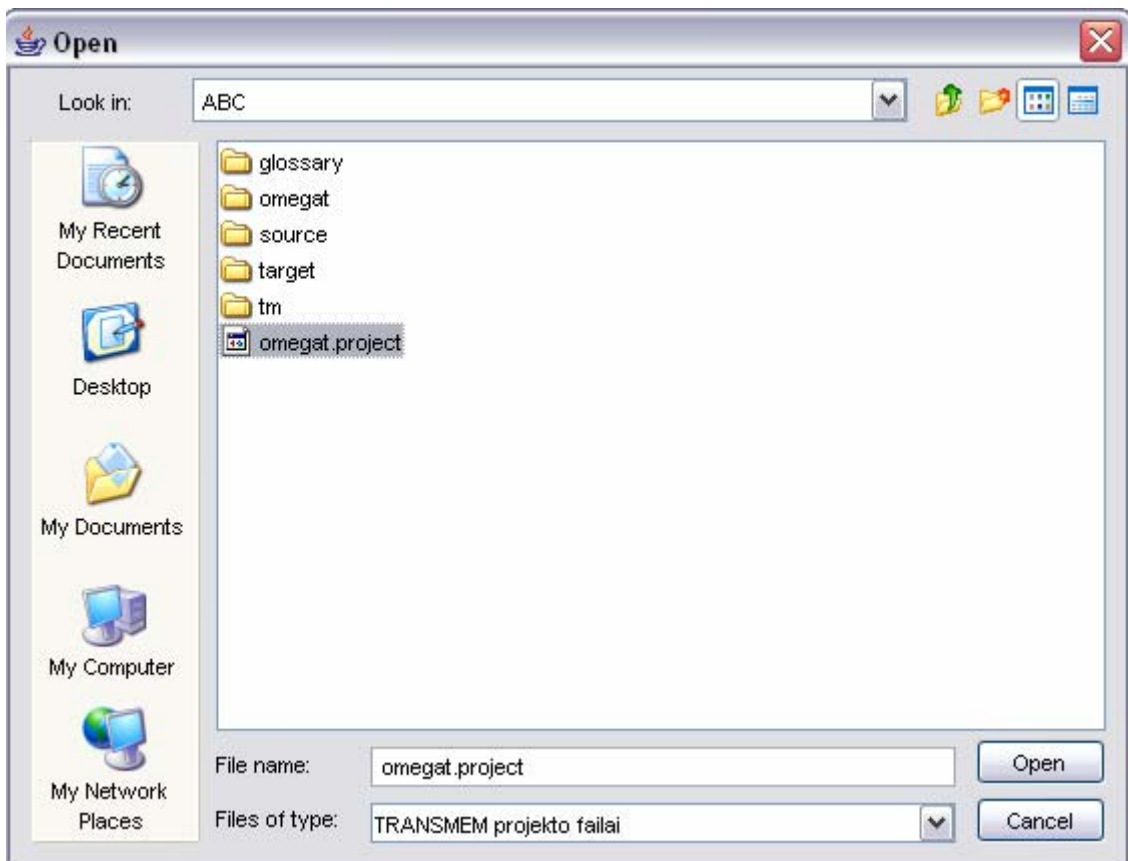 Open
Look in:
ABC
glossary
omegat
source
target
tm
omegat.project
My Recent
Documents
Desktop
My Documents
My Computer
My Network
Places
File name:
omegat.project
Open
Files of type:
TRANSMEM projekto failai
Cancel